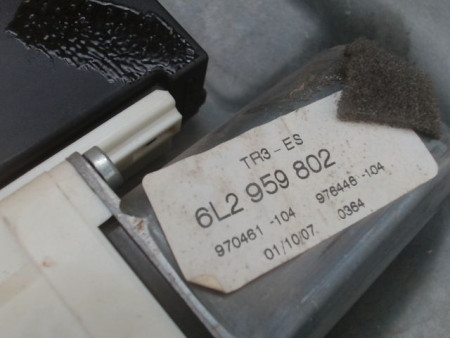 TR3-ES
6L2 959 802
970461 -104 976446 -104
01/10/07. 0364